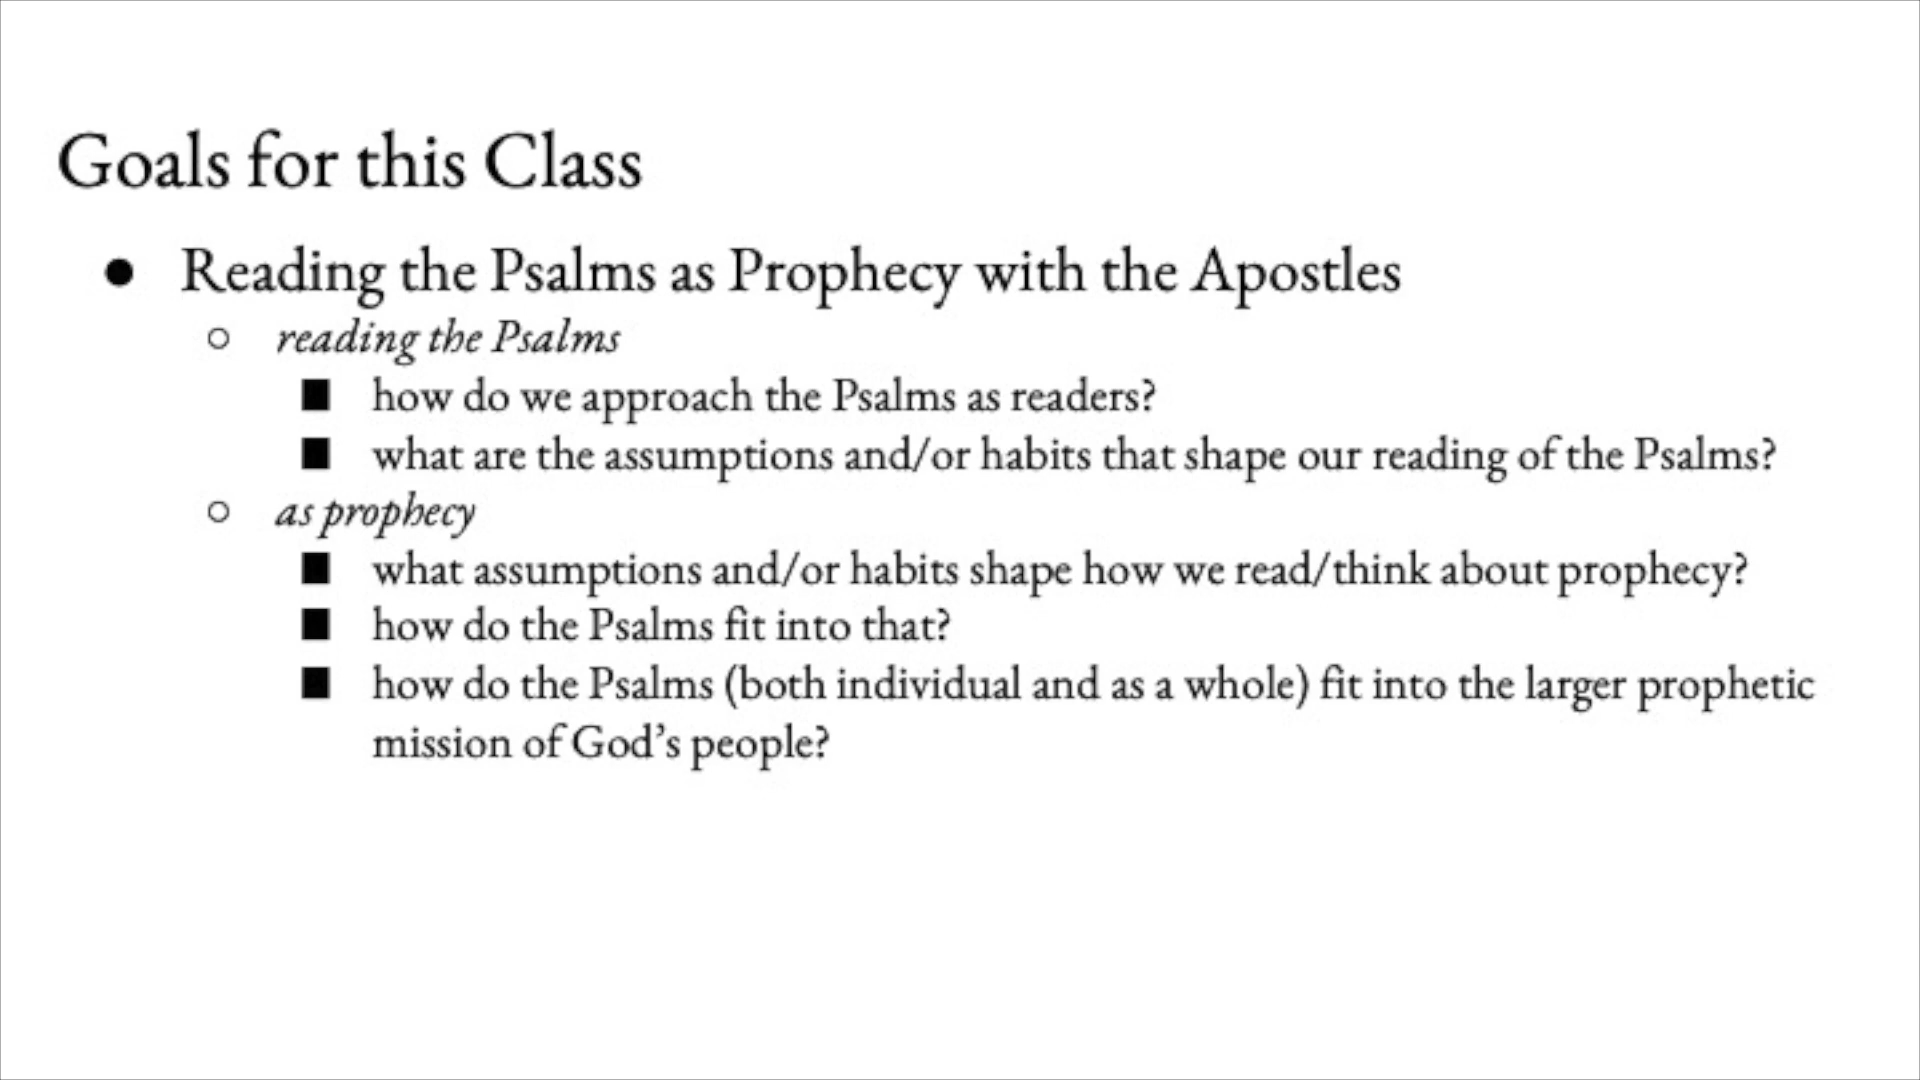 Goals for this Class
● Reading the Psalms as Prophecy with the Apostles
○ reading the Psalms
■ how do we approach the Psalms as readers?
■ what are the assumptions and/or habits that shape our reading of the Psalms?
○ as prophecy
■ what assumptions and/or habits shape how we read/think about prophecy?
■ how do the Psalms fit into that?
■ how do the Psalms (both individual and as a whole) fit into the larger prophetic
mission of God’s people?